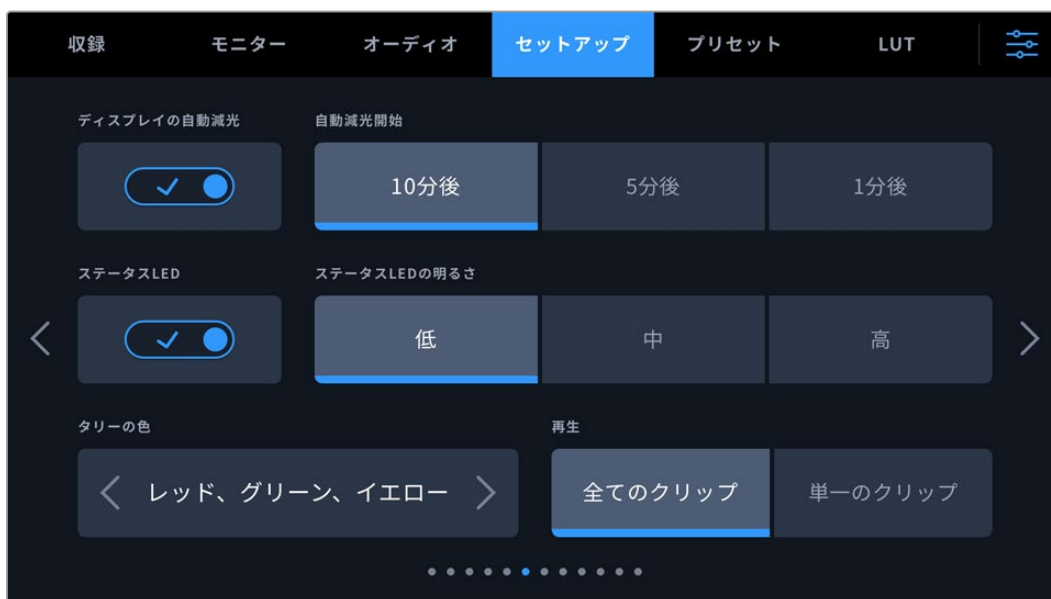 収録 モニター オーディオ セットアップ プリセット LUT
ディスプレイの自動減光 自動減光開始
10分後 5分後 1分後
ステータスLED ステータスLEDの明るさ
低 中 高
タリーの色 再生
レッド、グリーン、イエロー 全てのクリップ 単一のクリップ